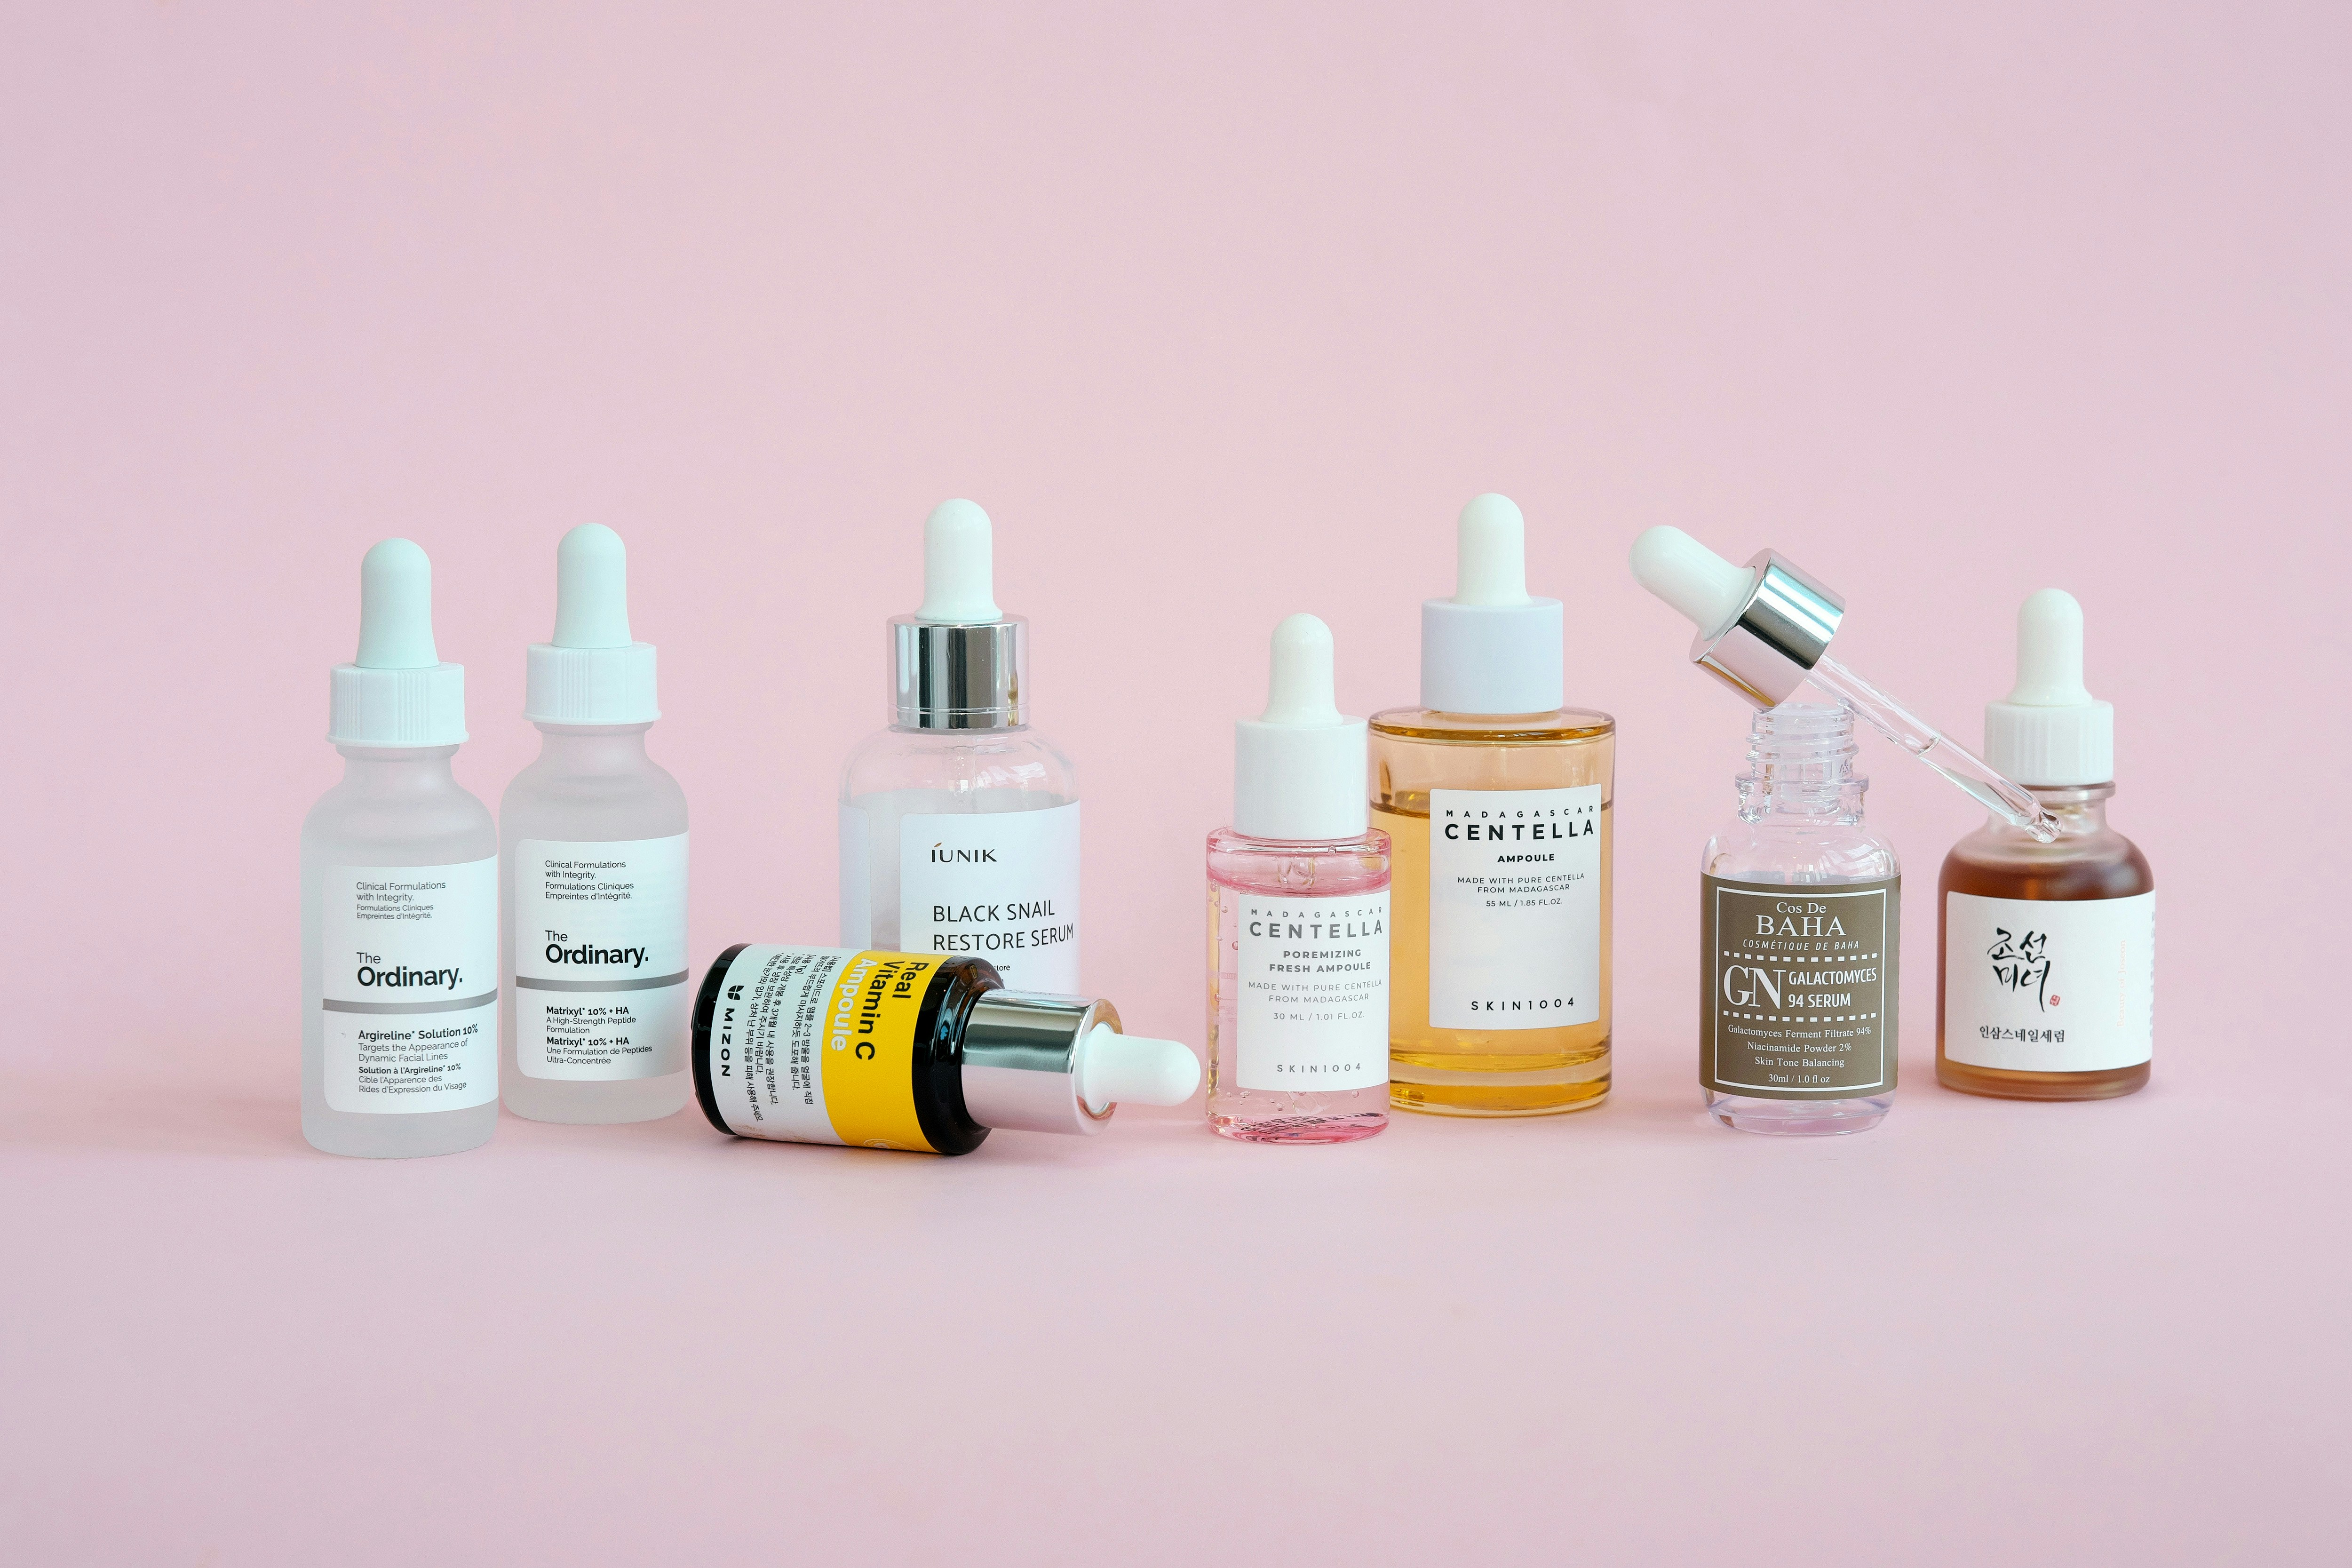 Clinical Formulations
with Integrity.
Formulations Cliniques
Empreintes d'Intégrité.
The
Ordinary.
Argireline* Solution 10%
Targets the Appearance of
Dynamic Facial Lines
Solution à l'Argireline* 10%
Cible l'Apparence des
Rides d'Expression du Visage
Clinical Formulations
with Integrity.
Formulations Cliniques
Empreintes d'Intégrité.
The
Ordinary.
Matrixyl* 10% + HA
A High-Strength Peptide
Formulation
Matrixyl* 10% + HA
Une Formulation de Peptides
Ultra-Concentrée
Real
Vitamin C
Ampoule
MIZON
iUNIK
BLACK SNAIL
RESTORE SERUM
MADAGASCAR
CENTELLA
POREMIZING
FRESH AMPOULE
MADE WITH PURE CENTELLA
FROM MADAGASCAR
30 ML / 1.01 FL.OZ.
SKIN1004
MADAGASCAR
CENTELLA
AMPOULE
MADE WITH PURE CENTELLA
FROM MADAGASCAR
55 ML / 1.85 FL.OZ.
SKIN1004
Cos De
BAHA
COSMÉTIQUE DE BAHA
GN GALACTOMYCES
94 SERUM
Galactomyces Ferment Filtrate 94%
Niacinamide Powder 2%
Skin Tone Balancing
30ml / 1.0 fl oz
조선
미녀
인삼스네일세럼